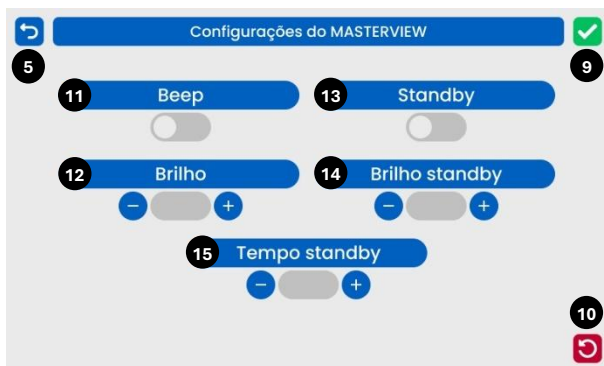 Configurações do MASTERVIEW
5
9
11 Beep
13 Standby
12 Brilho
14 Brilho standby
− +
− +
15 Tempo standby
− +
10